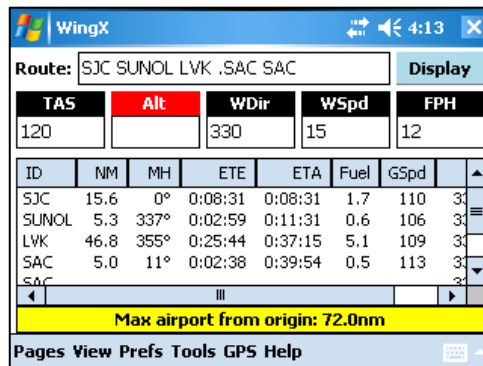 WingX 4:13
Route: SJC SUNOL LVK .SAC SAC Display
TAS Alt WDir WSpd FPH
120 330 15 12
ID NM MH ETE ETA Fuel GSpd
SJC 15.6 0° 0:08:31 0:08:31 1.7 110
SUNOL 5.3 337° 0:02:59 0:11:31 0.6 106
LVK 46.8 355° 0:25:44 0:37:15 5.1 109
SAC 5.0 11° 0:02:38 0:39:54 0.5 113
SAC
Max airport from origin: 72.0nm
Pages View Prefs Tools GPS Help